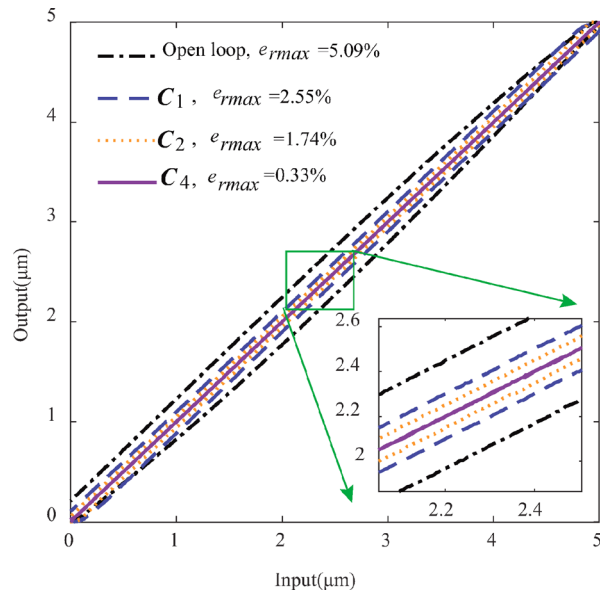 5
Open loop, e_rmax =5.09%
C1 , e_rmax =2.55%
4
C2 , e_rmax =1.74%
C4, e_rmax =0.33%
3
Output(μm)
2
2.6
2.4
2.2
2
1
2.2 2.4
0
0 1 2 3 4 5
Input(μm)